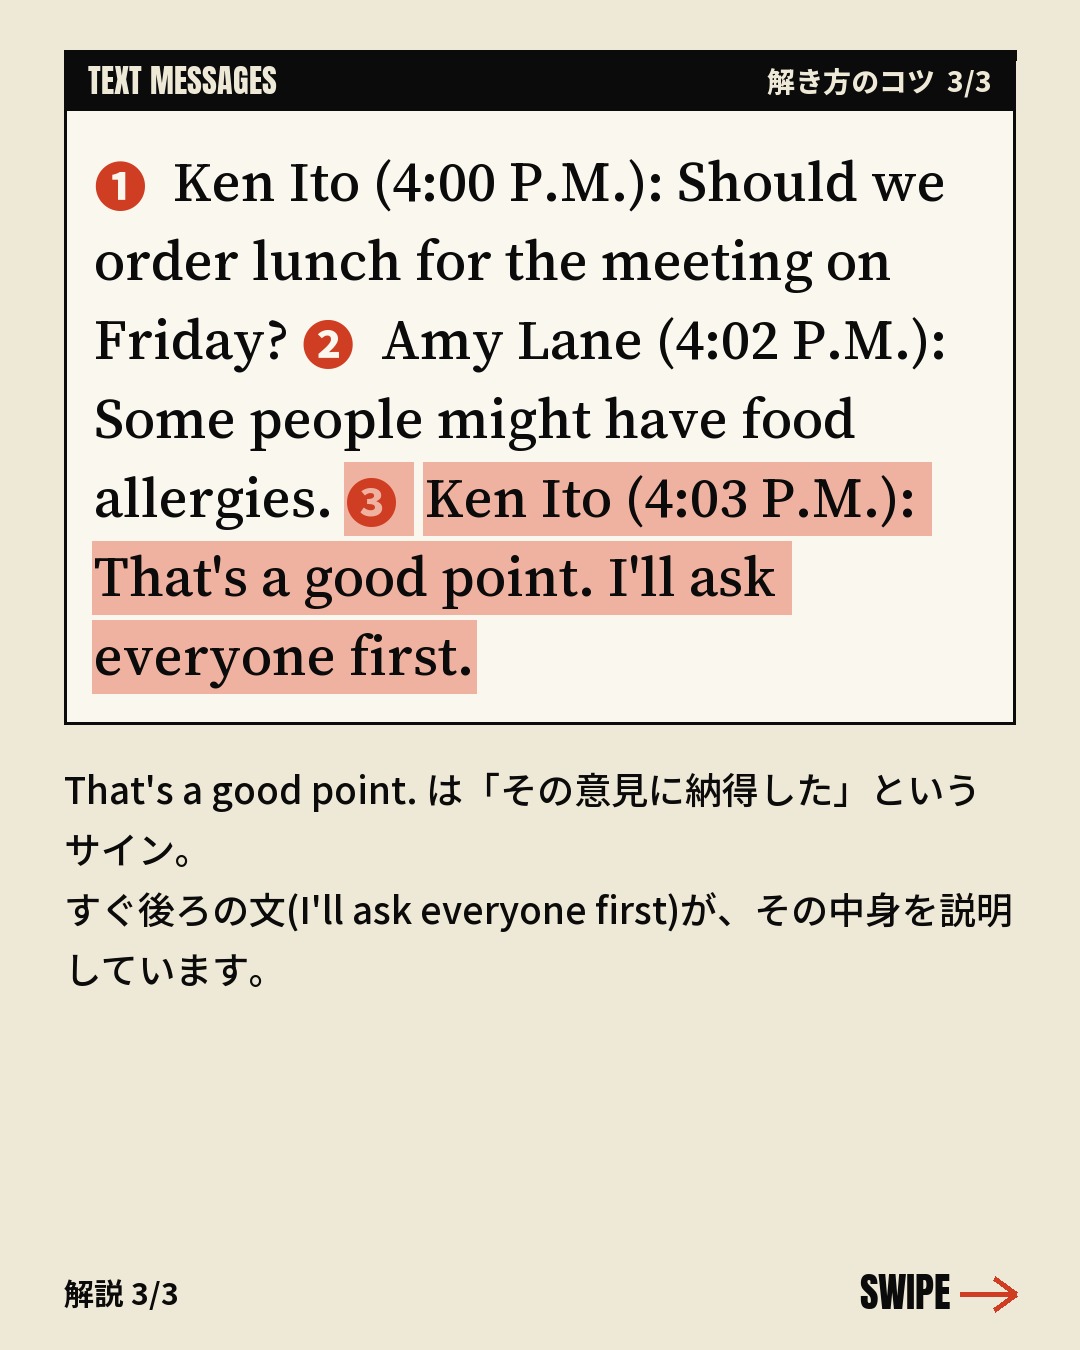 TEXT MESSAGES
解き方のコツ 3/3
❶ Ken Ito (4:00 P.M.): Should we
order lunch for the meeting on
Friday? ❷ Amy Lane (4:02 P.M.):
Some people might have food
allergies. ❸ Ken Ito (4:03 P.M.):
That's a good point. I'll ask
everyone first.
That's a good point. は「その意見に納得した」という
サイン。
すぐ後ろの文(I'll ask everyone first)が、その中身を説明
しています。
解説 3/3
SWIPE